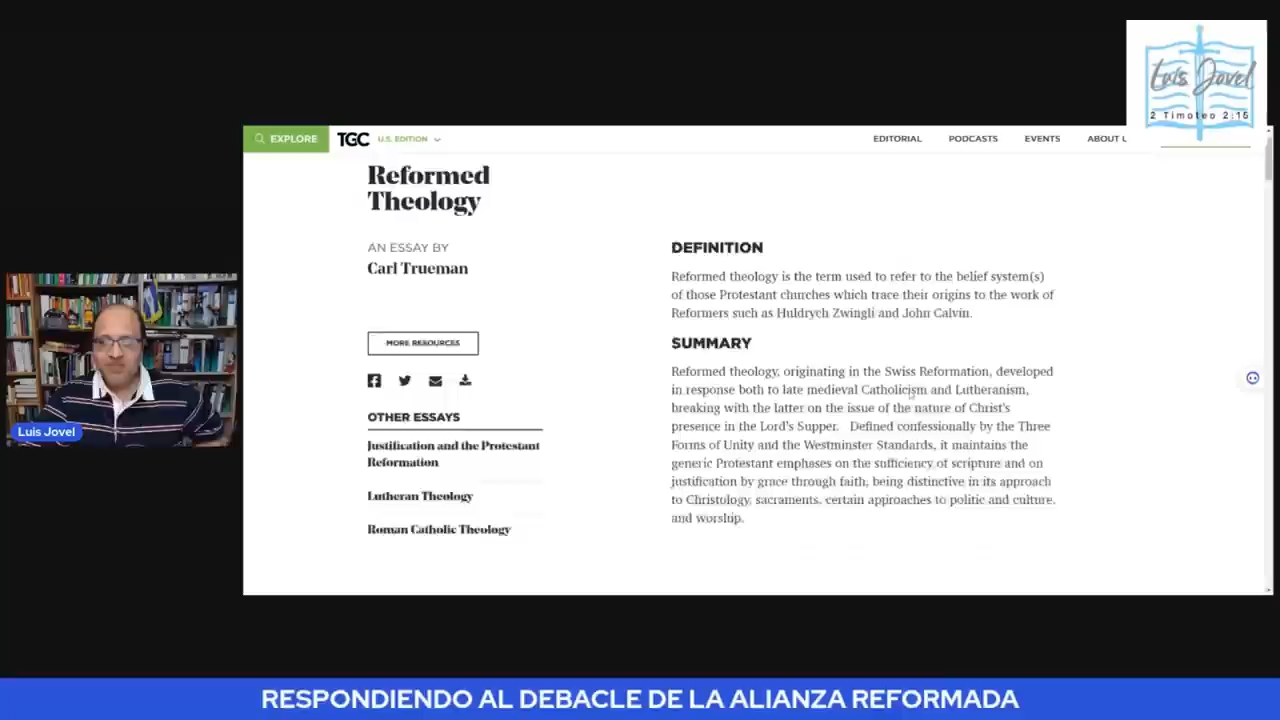 Luis Jovel
2 Timoteo 2:15
EXPLORE
TGC
U.S. EDITION
EDITORIAL
PODCASTS
EVENTS
ABOUT U
Reformed
Theology
AN ESSAY BY
Carl Trueman
MORE RESOURCES
OTHER ESSAYS
Justification and the Protestant
Reformation
Lutheran Theology
Roman Catholic Theology
DEFINITION
Reformed theology is the term used to refer to the belief system(s)
of those Protestant churches which trace their origins to the work of
Reformers such as Huldrych Zwingli and John Calvin.
SUMMARY
Reformed theology, originating in the Swiss Reformation, developed
in response both to late medieval Catholicism and Lutheranism,
breaking with the latter on the issue of the nature of Christ's
presence in the Lord's Supper. Defined confessionally by the Three
Forms of Unity and the Westminster Standards, it maintains the
generic Protestant emphases on the sufficiency of scripture and on
justification by grace through faith, being distinctive in its approach
to Christology, sacraments, certain approaches to politic and culture,
and worship.
Luis Jovel
RESPONDIENDO AL DEBACLE DE LA ALIANZA REFORMADA